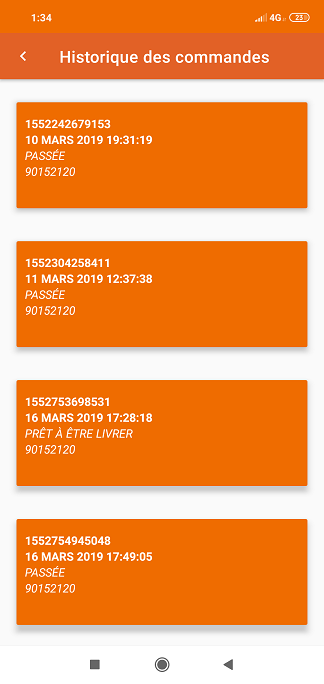 1:34 4G 23
Historique des commandes
1552242679153
10 MARS 2019 19:31:19
PASSÉE
90152120
1552304258411
11 MARS 2019 12:37:38
PASSÉE
90152120
1552753698531
16 MARS 2019 17:28:18
PRÊT À ÊTRE LIVRER
90152120
1552754945048
16 MARS 2019 17:49:05
PASSÉE
90152120